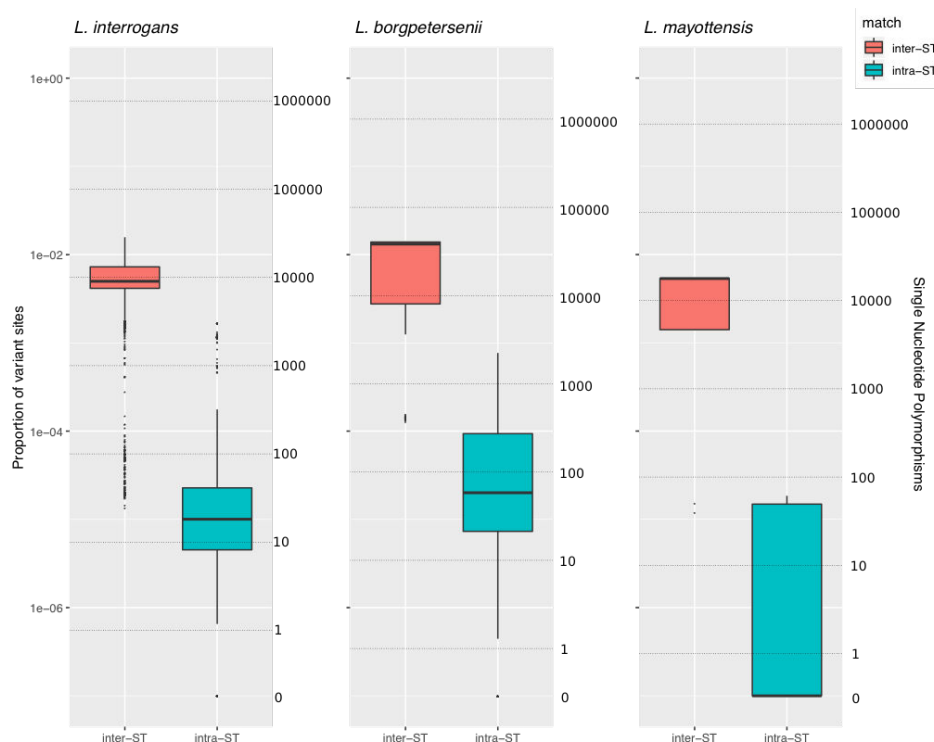 L. interrogans
L. borgpetersenii
L. mayottensis
match
inter-ST
intra-ST
Proportion of variant sites
1e+00
1e-02
1e-04
1e-06
1000000
100000
10000
1000
100
10
1
0
1000000
100000
10000
1000
100
10
1
0
1000000
100000
10000
1000
100
10
1
0
Single Nucleotide Polymorphisms
inter-ST intra-ST inter-ST intra-ST inter-ST intra-ST